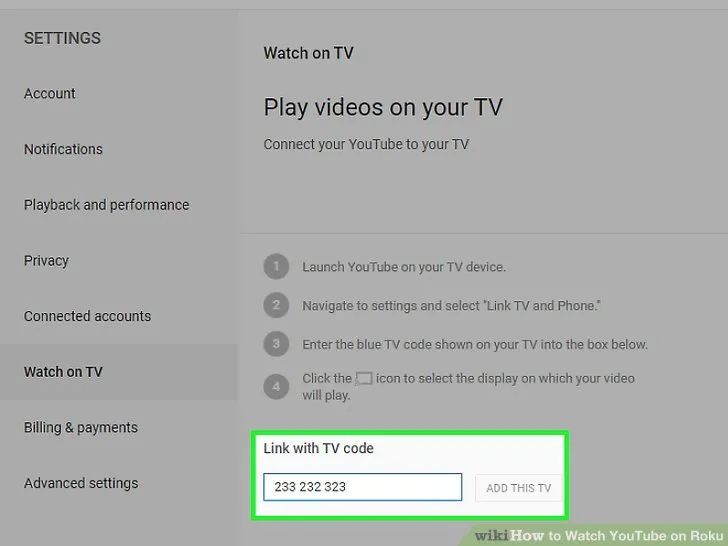 SETTINGS
Account
Notifications
Playback and performance
Privacy
Connected accounts
Watch on TV
Billing & payments
Advanced settings
Watch on TV
Play videos on your TV
Connect your YouTube to your TV
1 Launch YouTube on your TV device.
2 Navigate to settings and select "Link TV and Phone."
3 Enter the blue TV code shown on your TV into the box below.
4 Click the icon to select the display on which your video
will play.
Link with TV code
233 232 323
ADD THIS TV
wikiHow to Watch YouTube on Roku